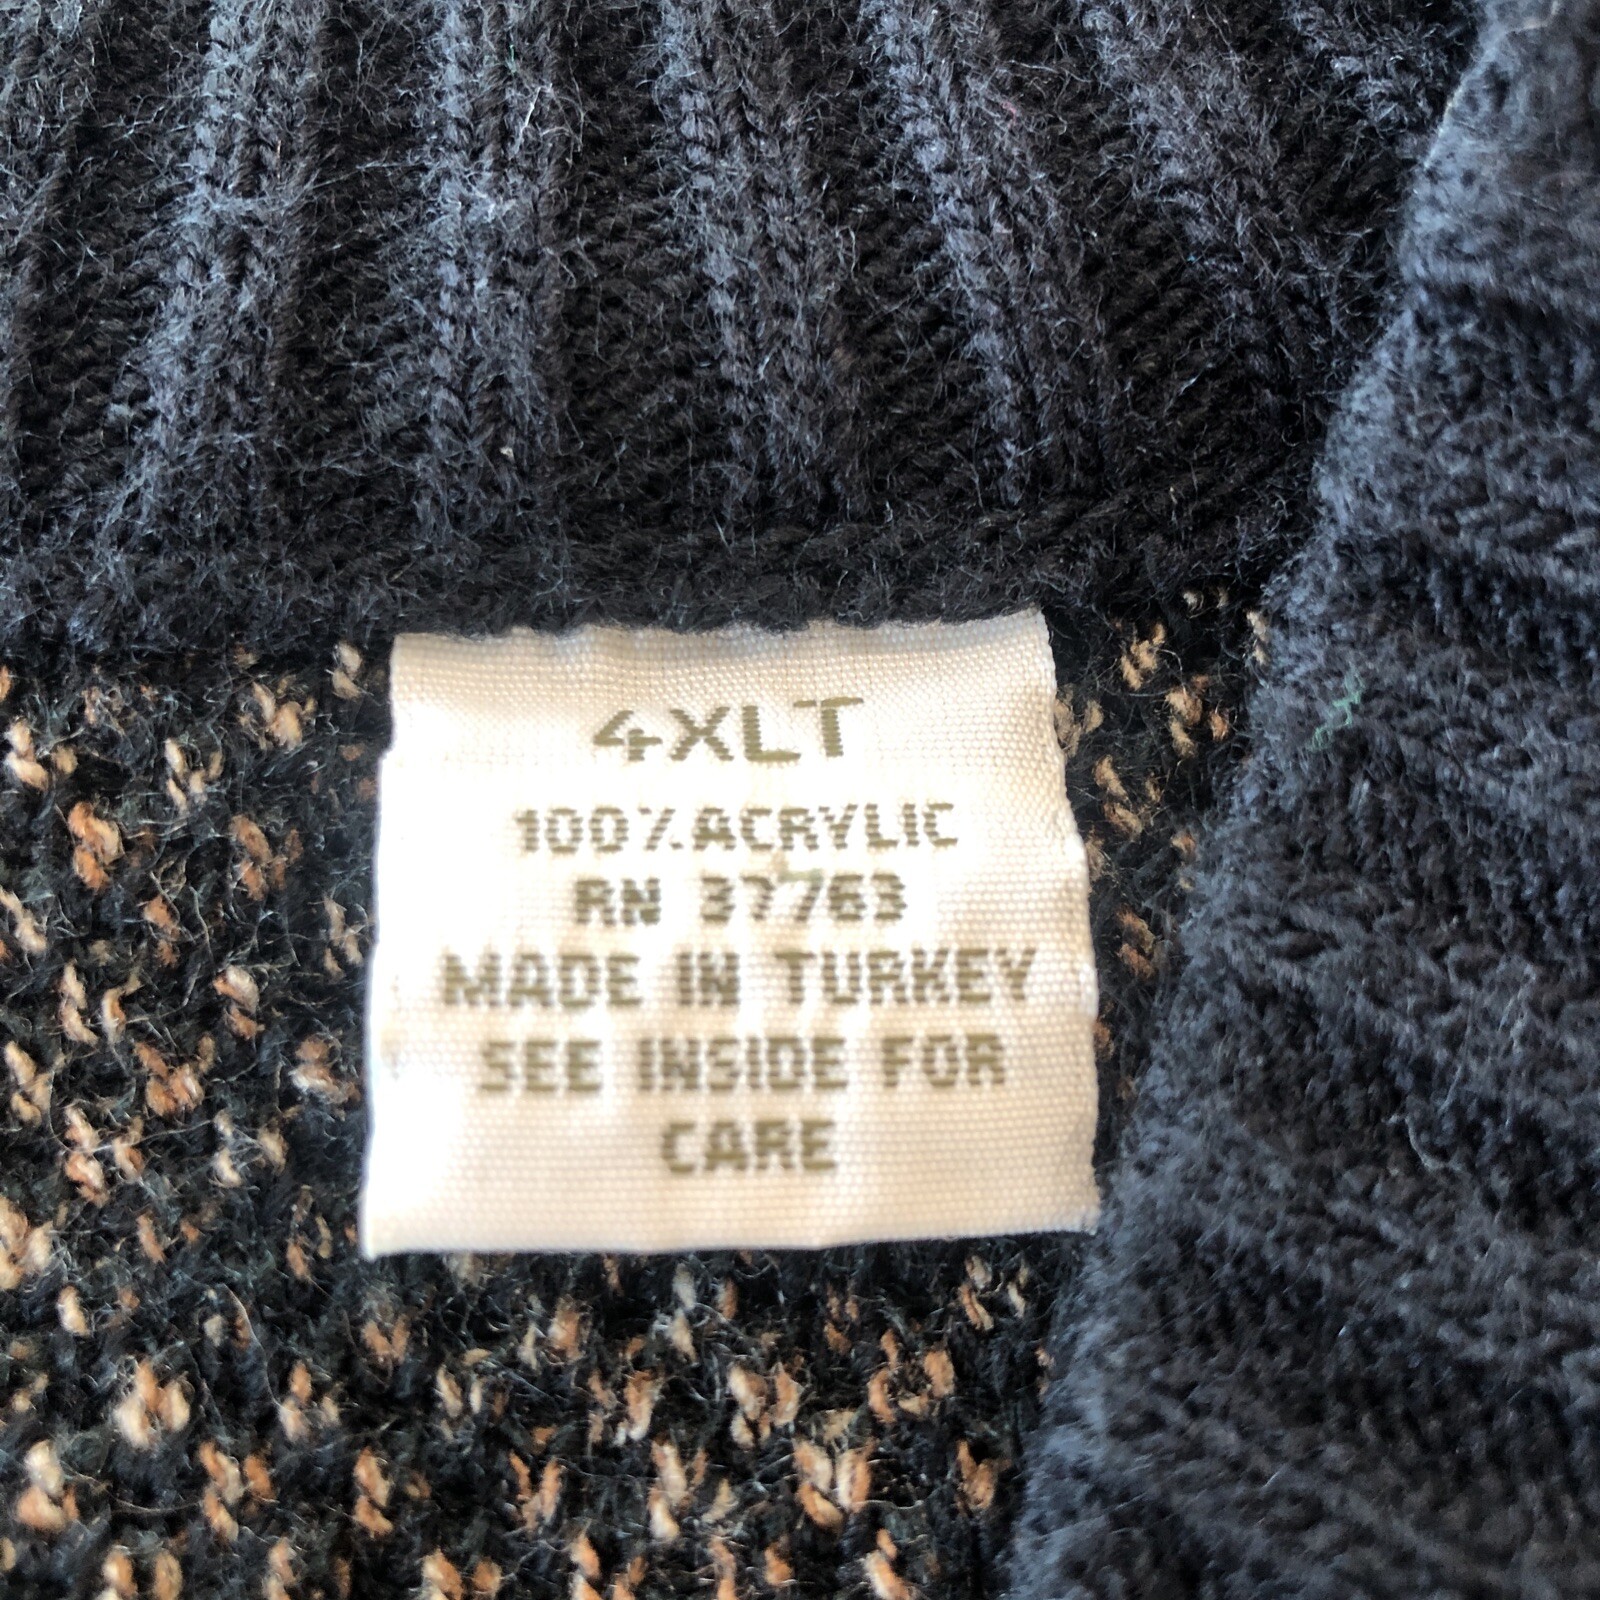 4XLT
100% ACRYLIC
RN 37763
MADE IN TURKEY
SEE INSIDE FOR
CARE